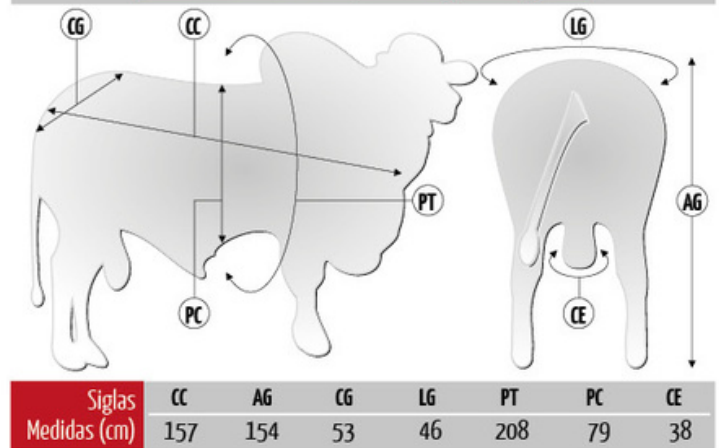 CG
CC
LG
PT
AG
PC
CE
Siglas CC AG CG LG PT PC CE
Medidas (cm) 157 154 53 46 208 79 38